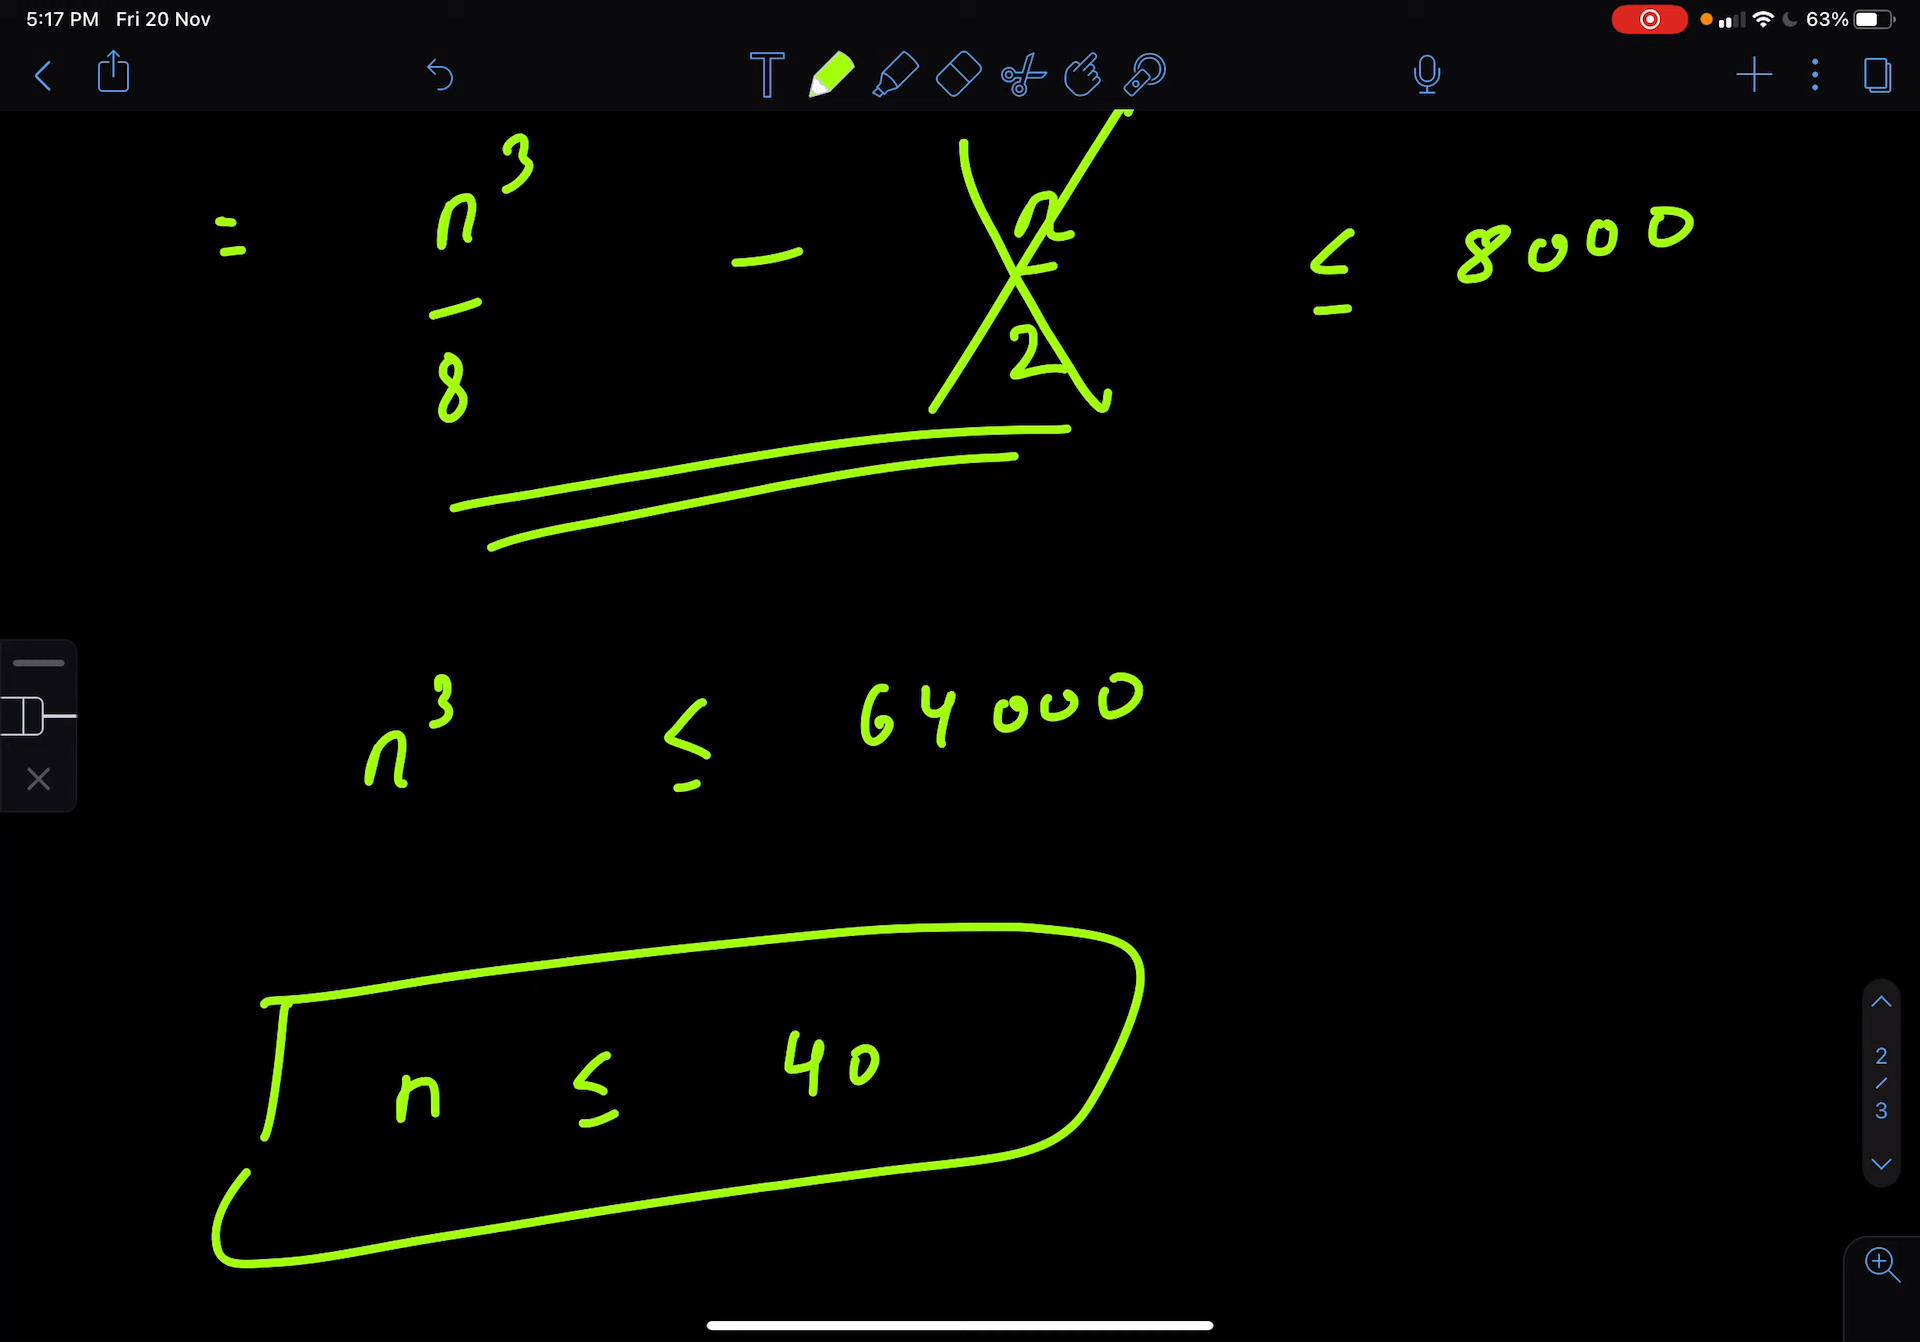 5:17 PM Fri 20 Nov 63%
= n³/8 − n/2 ≤ 8000
n³ ≤ 64000
n ≤ 40
2
/
3